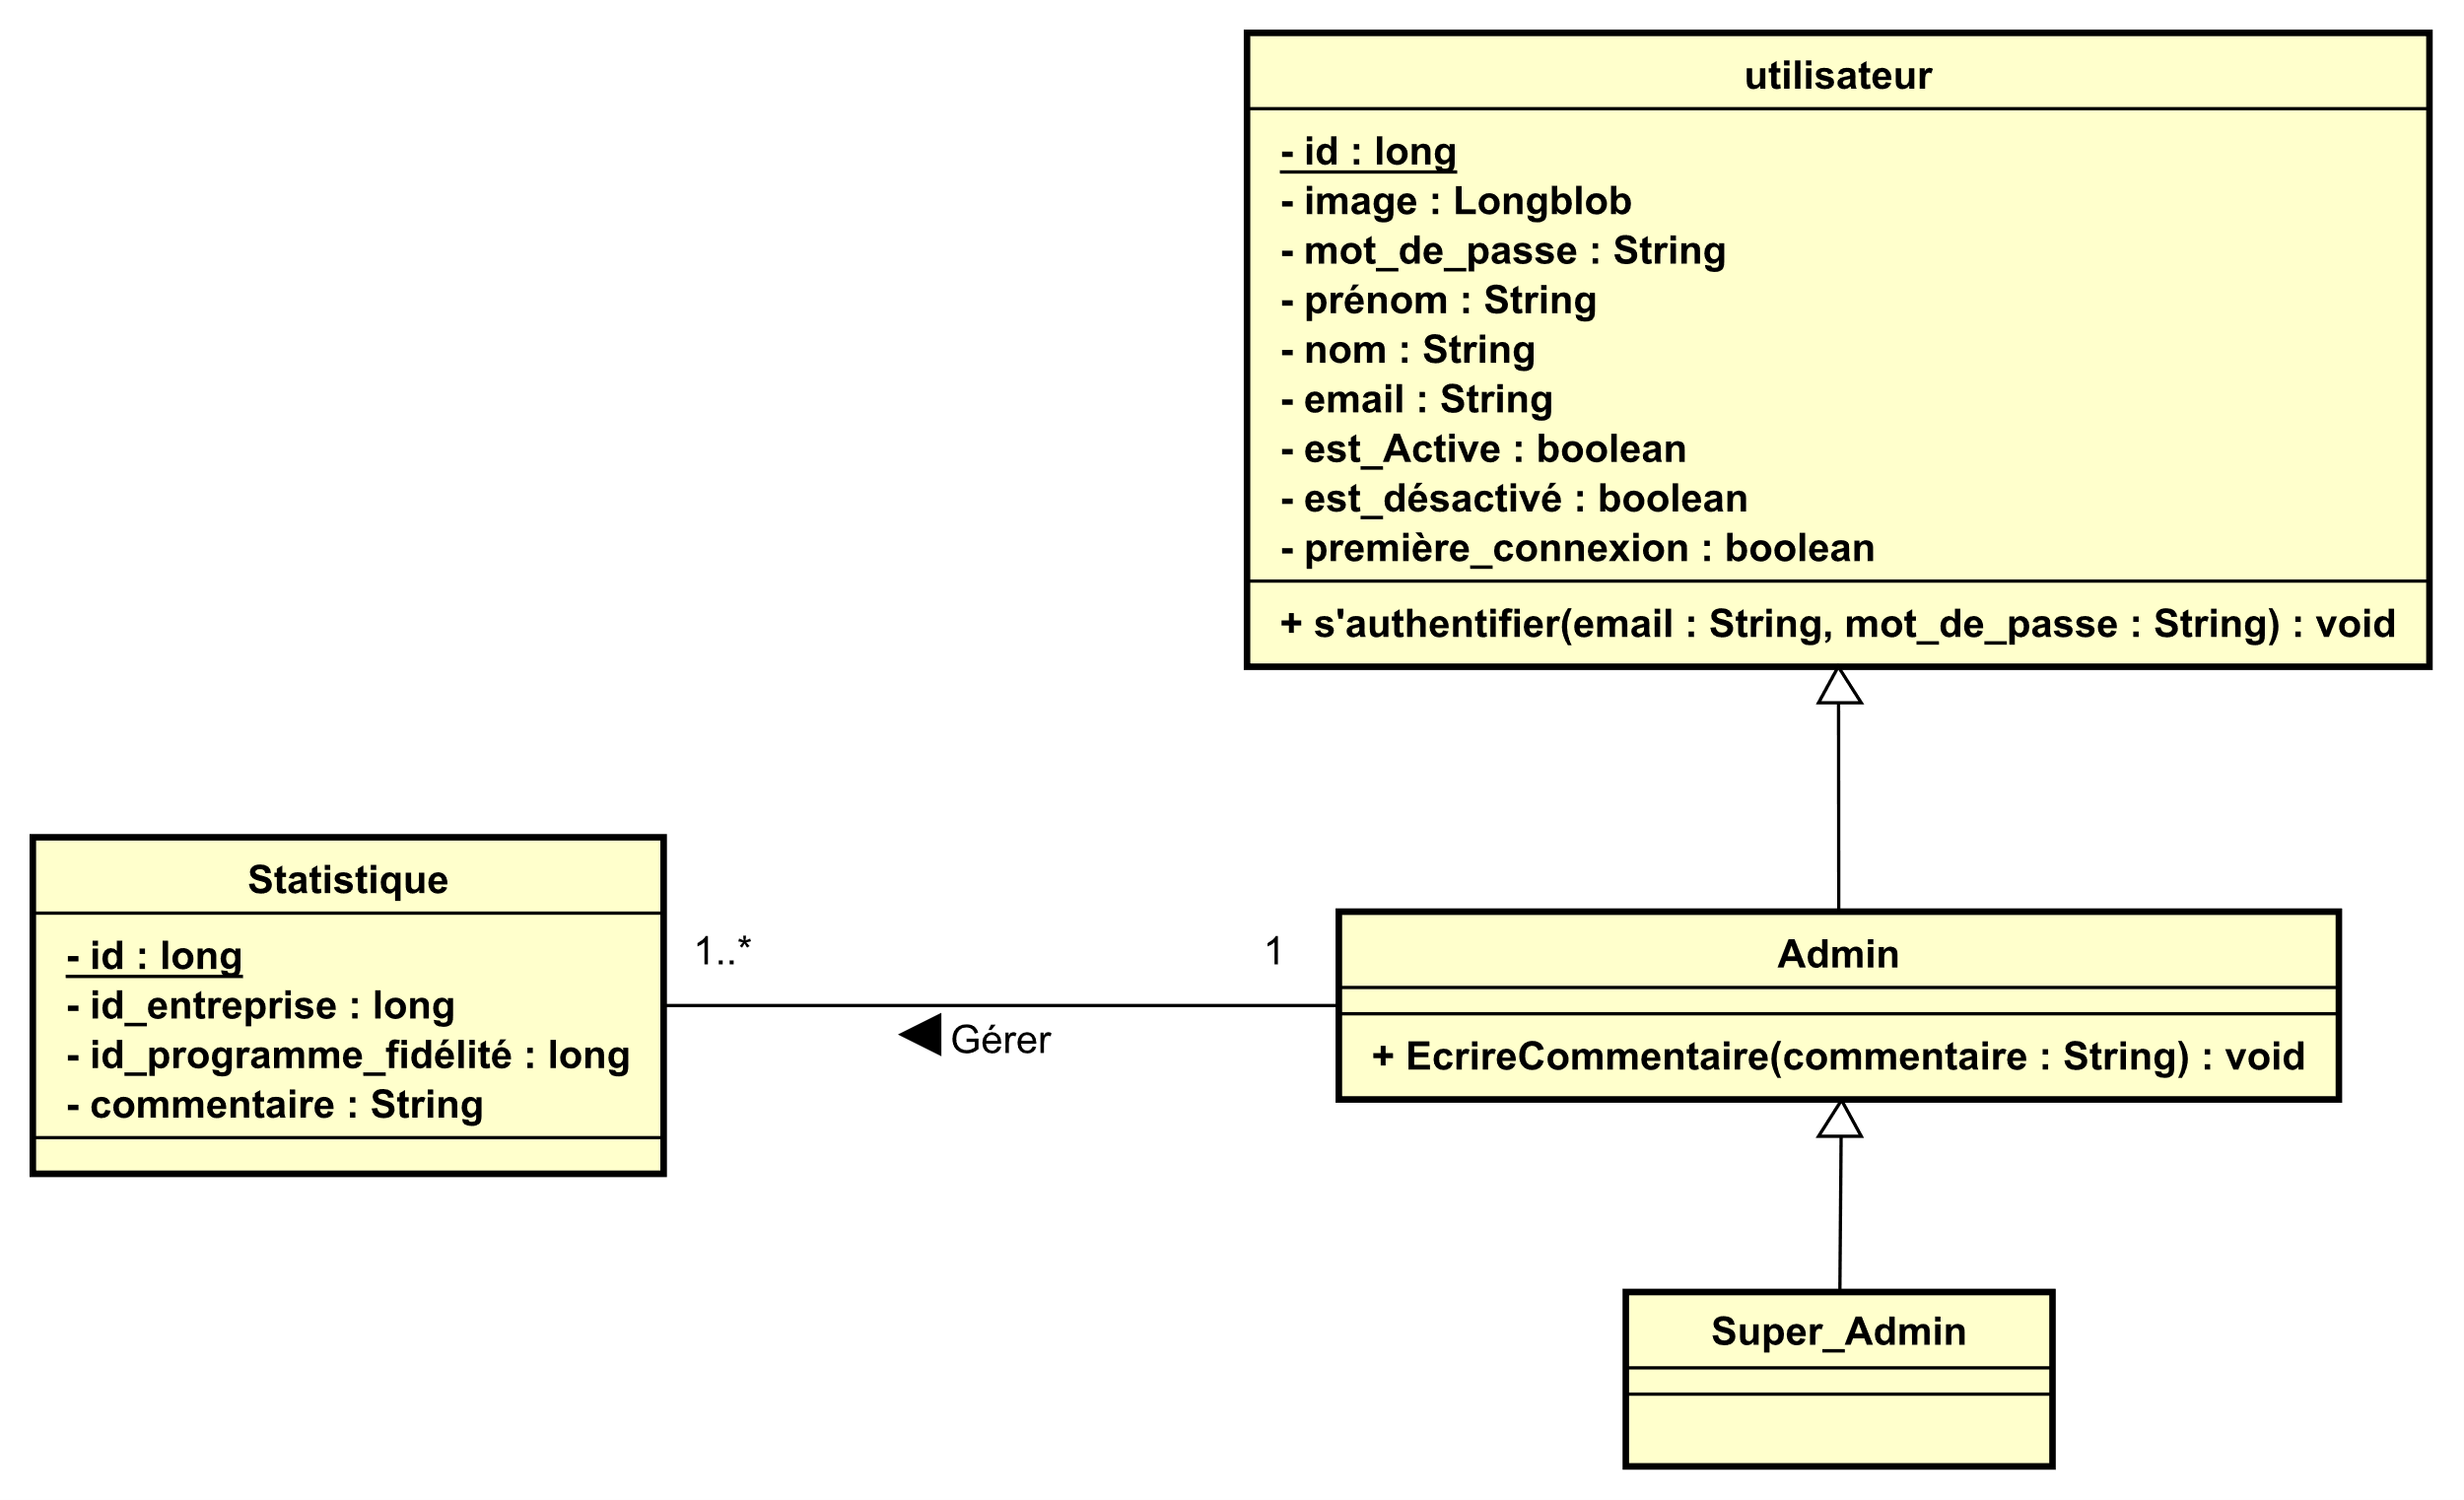 utilisateur
- id : long
- image : Longblob
- mot_de_passe : String
- prénom : String
- nom : String
- email : String
- est_Active : boolean
- est_désactivé : boolean
- première_connexion : boolean
+ s'authentifier(email : String, mot_de_passe : String) : void
Statistique
- id : long
- id_entreprise : long
- id_programme_fidélité : long
- commentaire : String
1..*
1
Gérer
Admin
+ EcrireCommentaire(commentaire : String) : void
Super_Admin